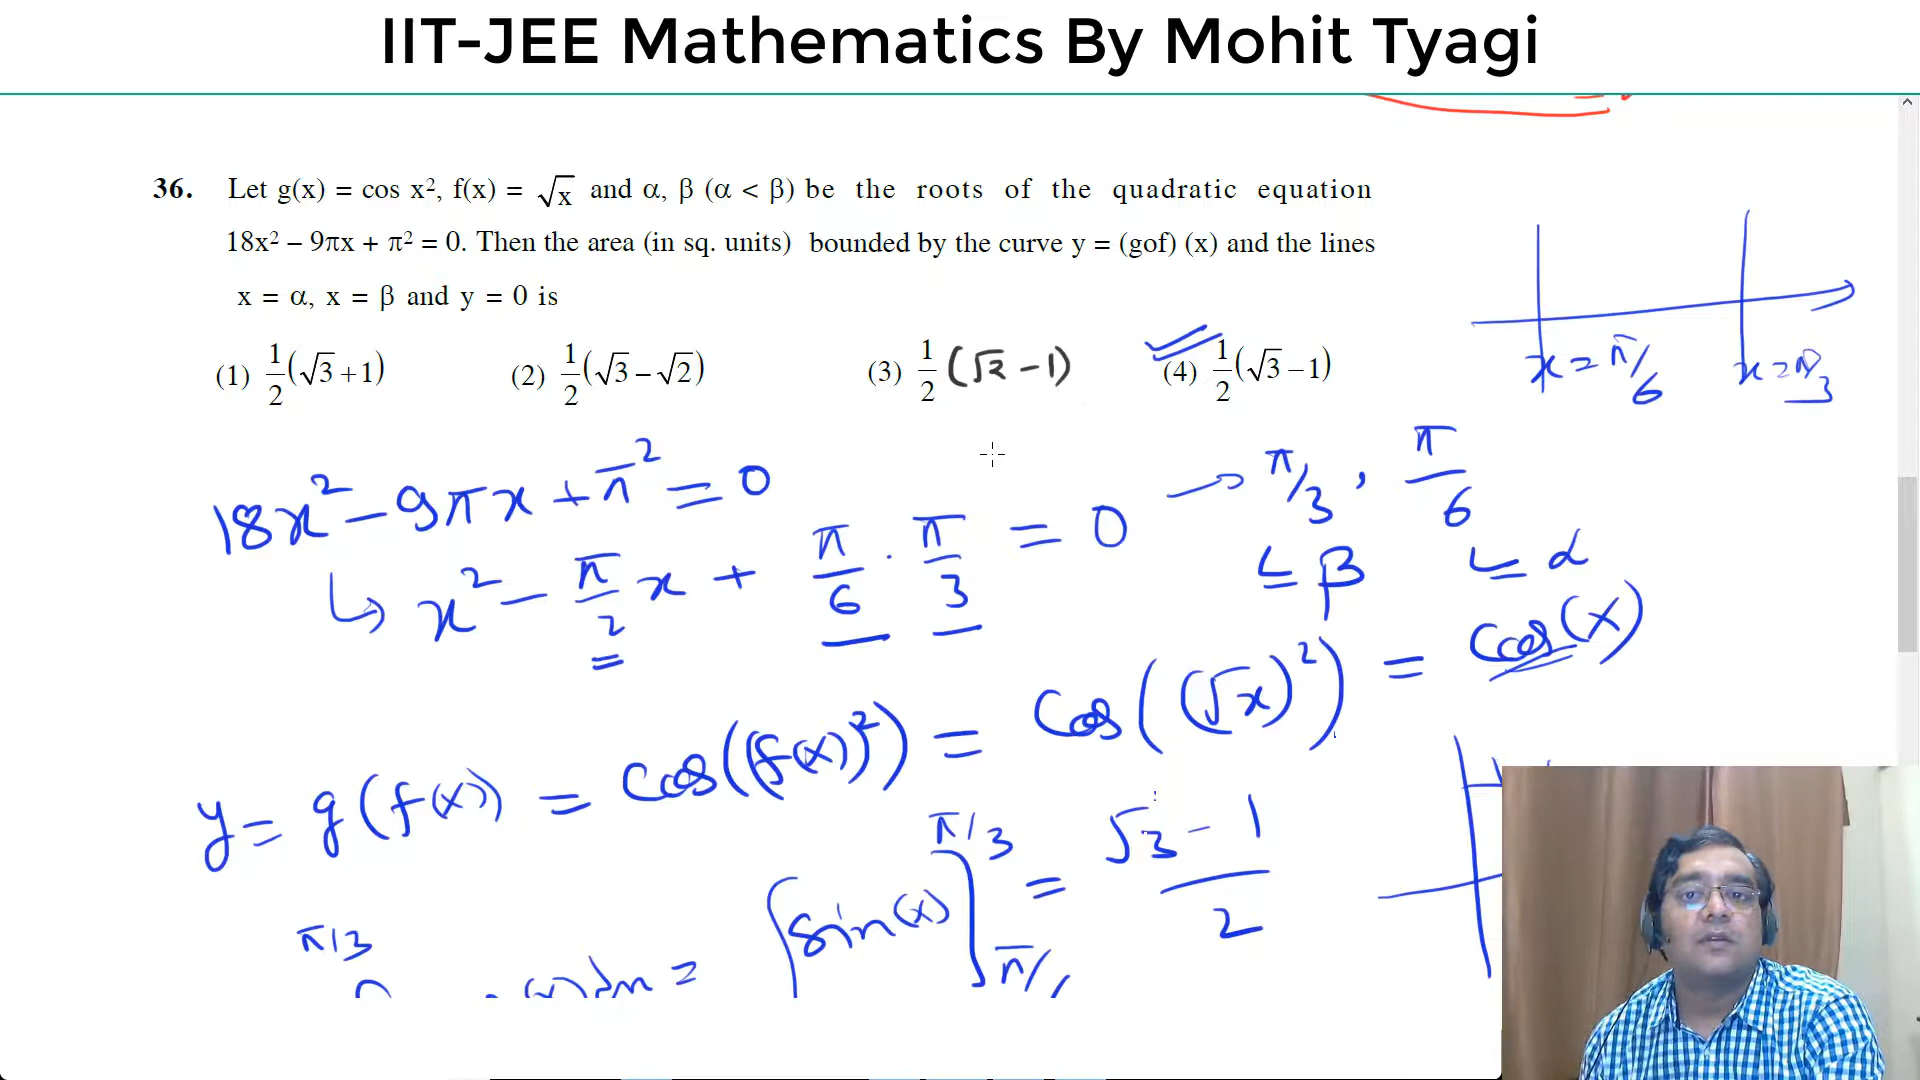 IIT-JEE Mathematics By Mohit Tyagi
36. Let g(x) = cos x², f(x) = √x and α, β (α < β) be the roots of the quadratic equation
18x² – 9πx + π² = 0. Then the area (in sq. units) bounded by the curve y = (gof) (x) and the lines
x = α, x = β and y = 0 is
(1) 1/2(√3+1) (2) 1/2(√3–√2) (3) 1/2(√2–1) (4) 1/2(√3–1)
x = π/6 x = π/3
18x² – 9πx + π² = 0 → π/3, π/6
↳ x² – π/2 x + π/6 · π/3 = 0
β α
y = g(f(x)) = cos((f(x))²) = cos((√x)²) = cos(x)
π/3
(x) dx = [sin(x)] π/3 = √3 – 1 / 2